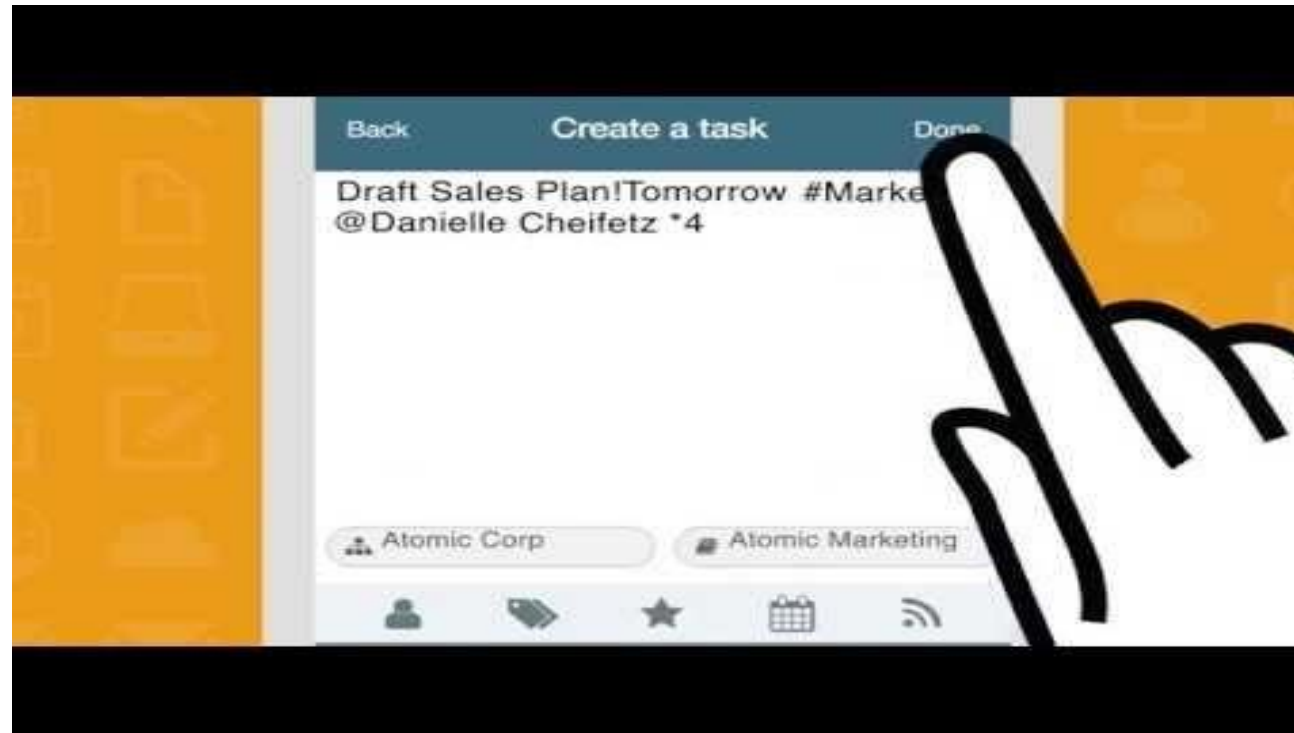 Back Create a task Done
Draft Sales Plan!Tomorrow #Marke
@Danielle Cheifetz *4
Atomic Corp Atomic Marketing